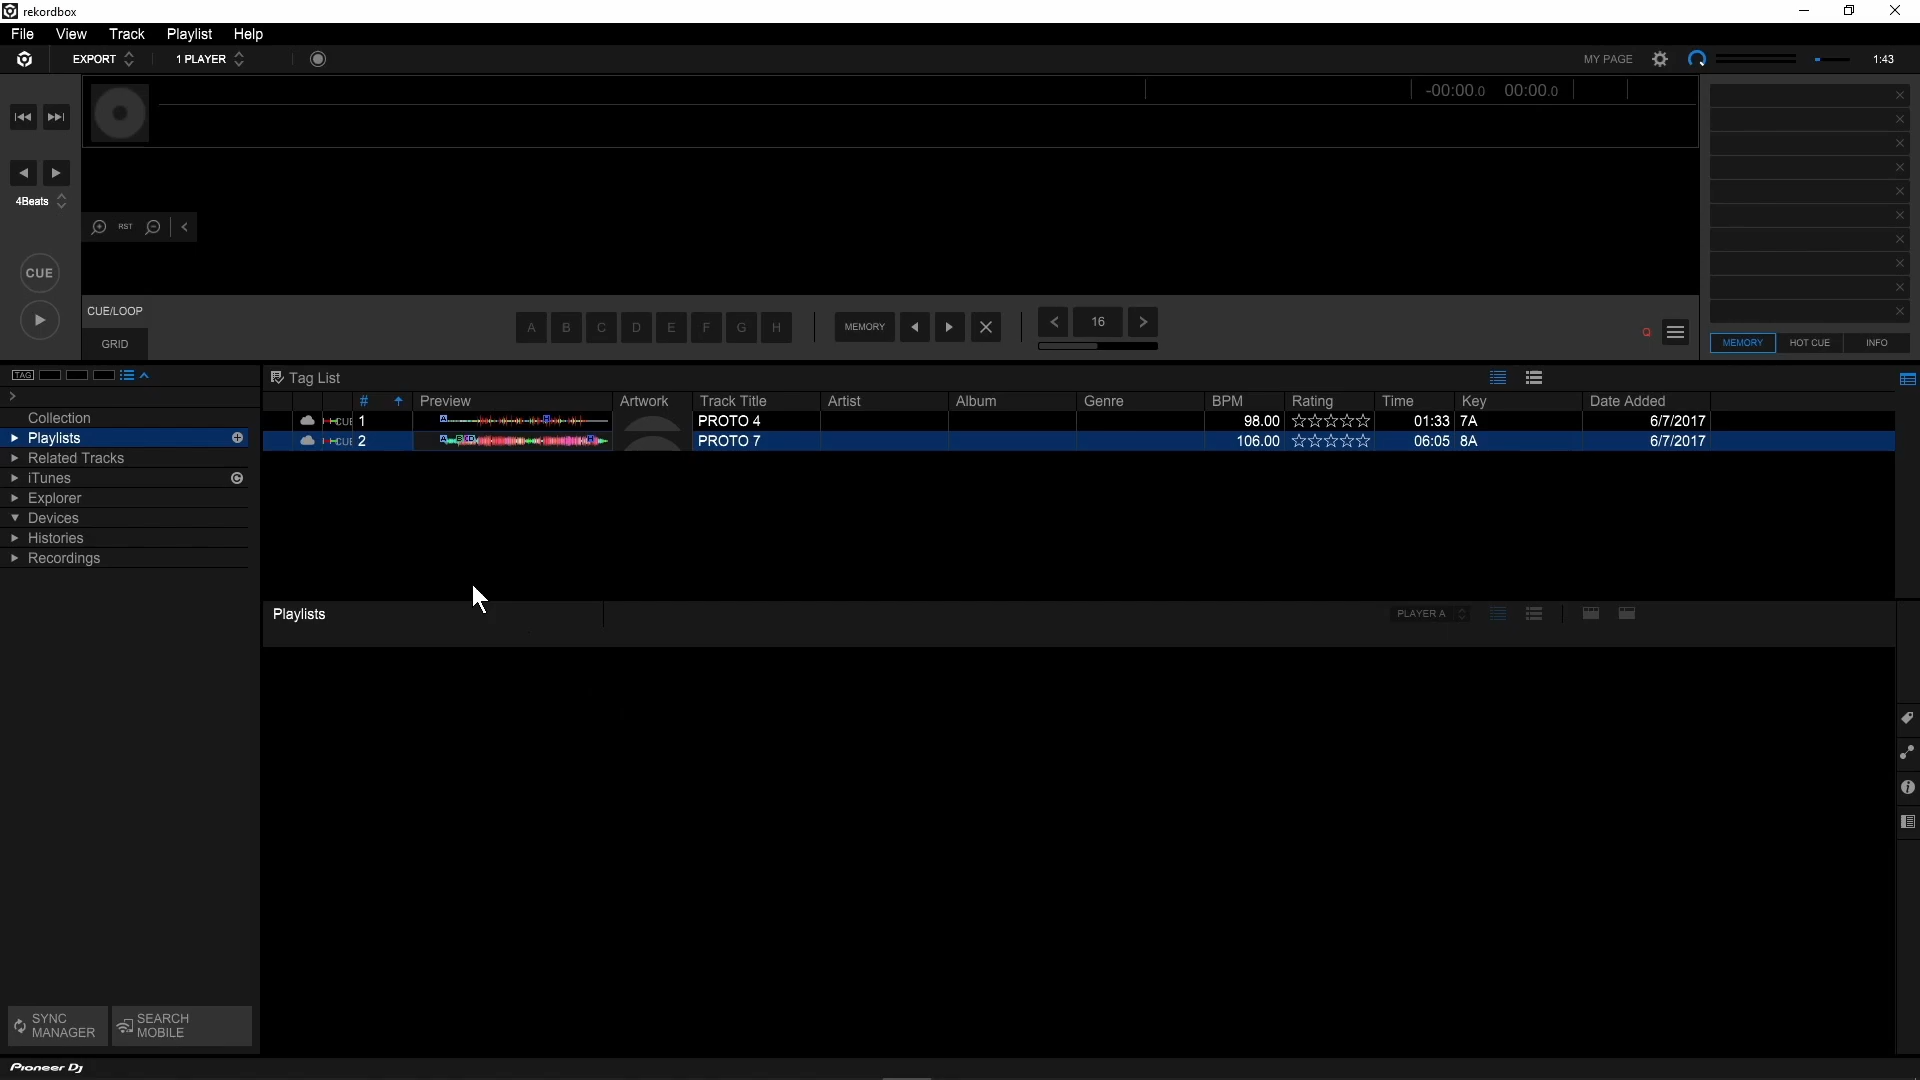 rekordbox
File View Track Playlist Help
EXPORT 1 PLAYER MY PAGE 1:43
-00:00.0 00:00.0
4Beats
RST
CUE
CUE/LOOP
GRID
A B C D E F G H MEMORY 16 Q
MEMORY HOT CUE INFO
TAG
Tag List
# Preview Artwork Track Title Artist Album Genre BPM Rating Time Key Date Added
CUE 1 A H PROTO 4 98.00 01:33 7A 6/7/2017
CUE 2 A B C D H PROTO 7 106.00 06:05 8A 6/7/2017
Collection
Playlists
Related Tracks
iTunes
Explorer
Devices
Histories
Recordings
Playlists PLAYER A
SYNC MANAGER
SEARCH MOBILE
Pioneer Dj